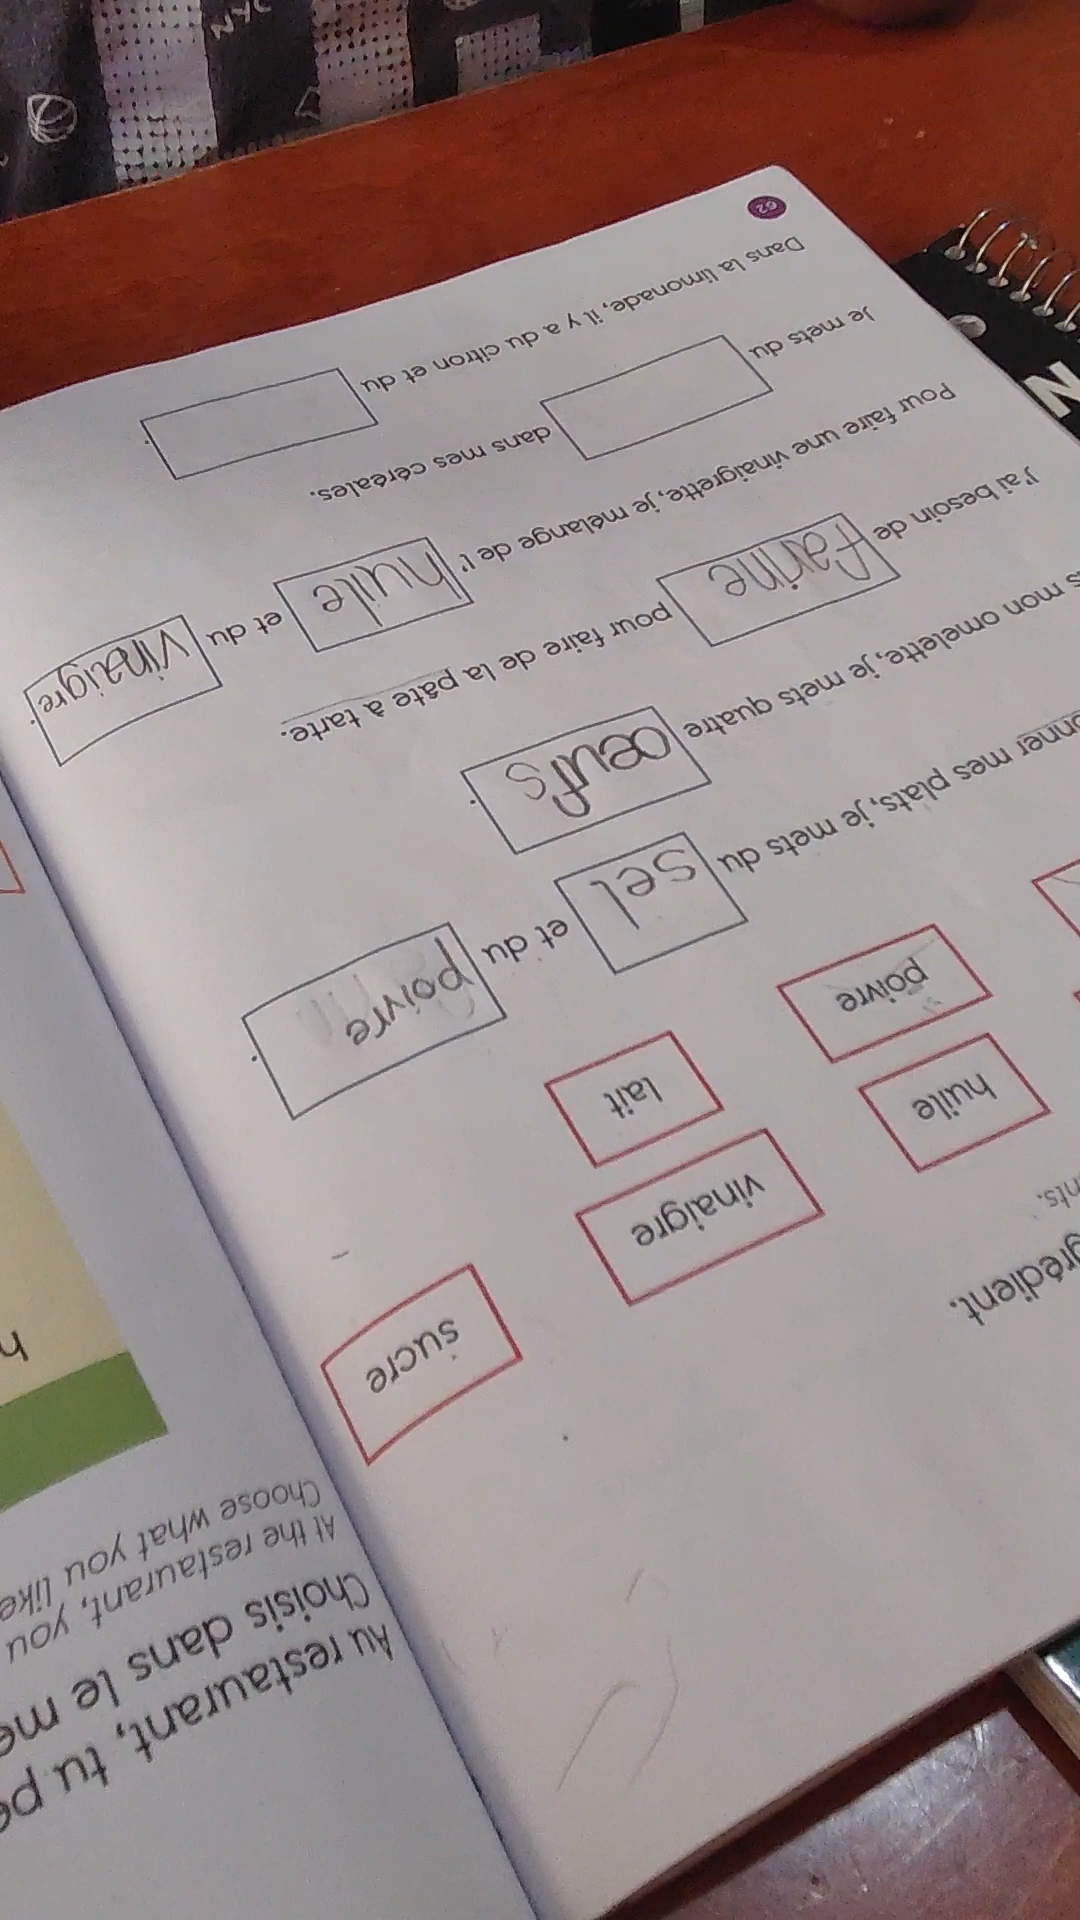 grédient.
nts.
sucre
vinaigre
huile
lait
poivre
nner mes plats, je mets du sel et du poivre.
s mon omelette, je mets quatre œufs.
J'ai besoin de farine pour faire de la pâte à tarte.
Pour faire une vinaigrette, je mélange de l'huile et du vinaigre.
Je mets du dans mes céréales.
Dans la limonade, il y a du citron et du .
62
Au restaurant, tu pe
Choisis dans le me
At the restaurant, you
Choose what you like
h
N